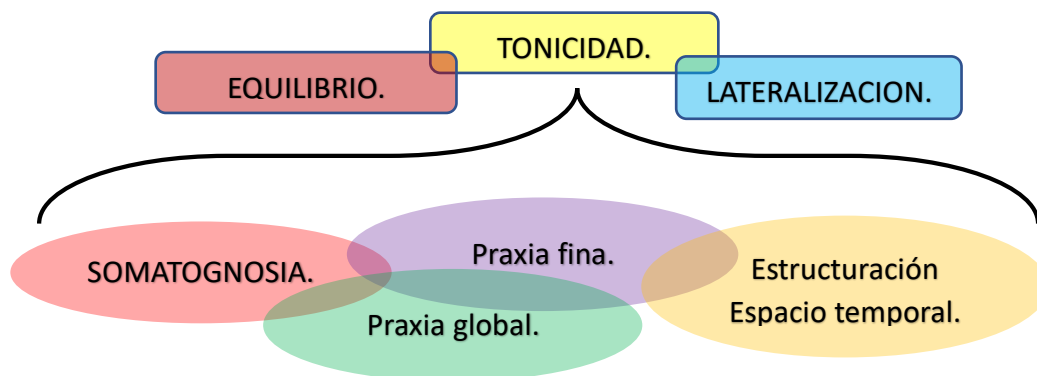 TONICIDAD.
EQUILIBRIO.
LATERALIZACION.
SOMATOGNOSIA.
Praxia fina.
Estructuración
Espacio temporal.
Praxia global.